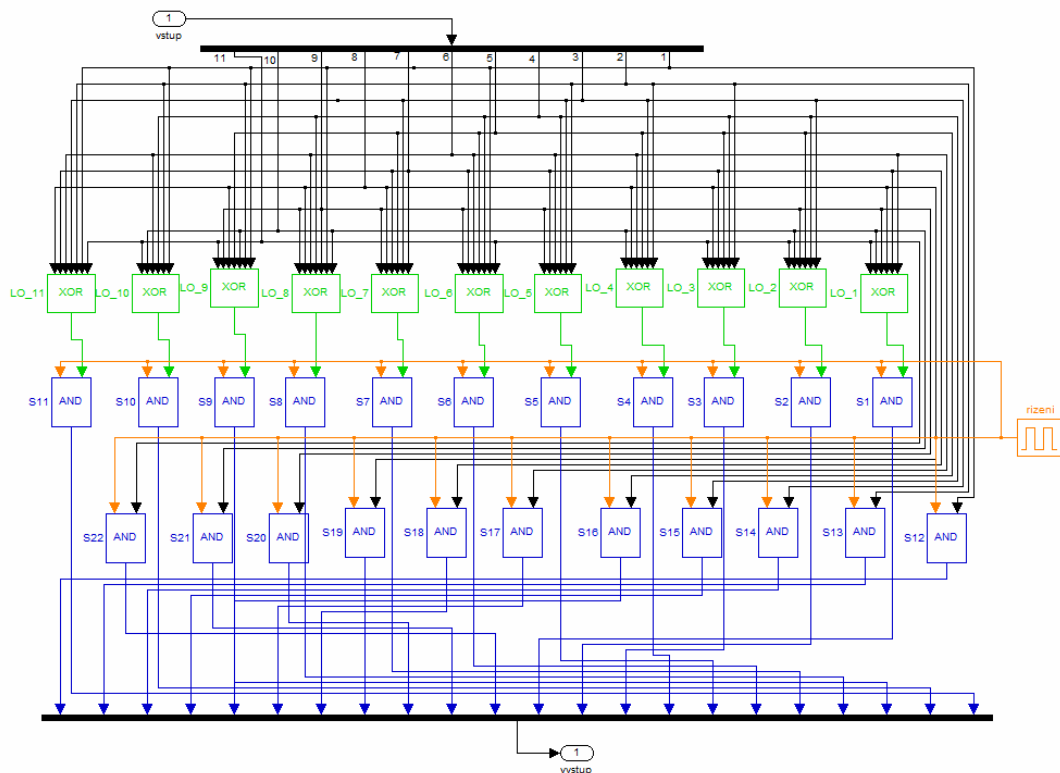 1
vstup
11
10
9
8
7
6
5
4
3
2
1
LO_11 XOR
LO_10 XOR
LO_9 XOR
LO_8 XOR
LO_7 XOR
LO_6 XOR
LO_5 XOR
LO_4 XOR
LO_3 XOR
LO_2 XOR
LO_1 XOR
S11 AND
S10 AND
S9 AND
S8 AND
S7 AND
S6 AND
S5 AND
S4 AND
S3 AND
S2 AND
S1 AND
rizeni
S22 AND
S21 AND
S20 AND
S19 AND
S18 AND
S17 AND
S16 AND
S15 AND
S14 AND
S13 AND
S12 AND
1
vystup